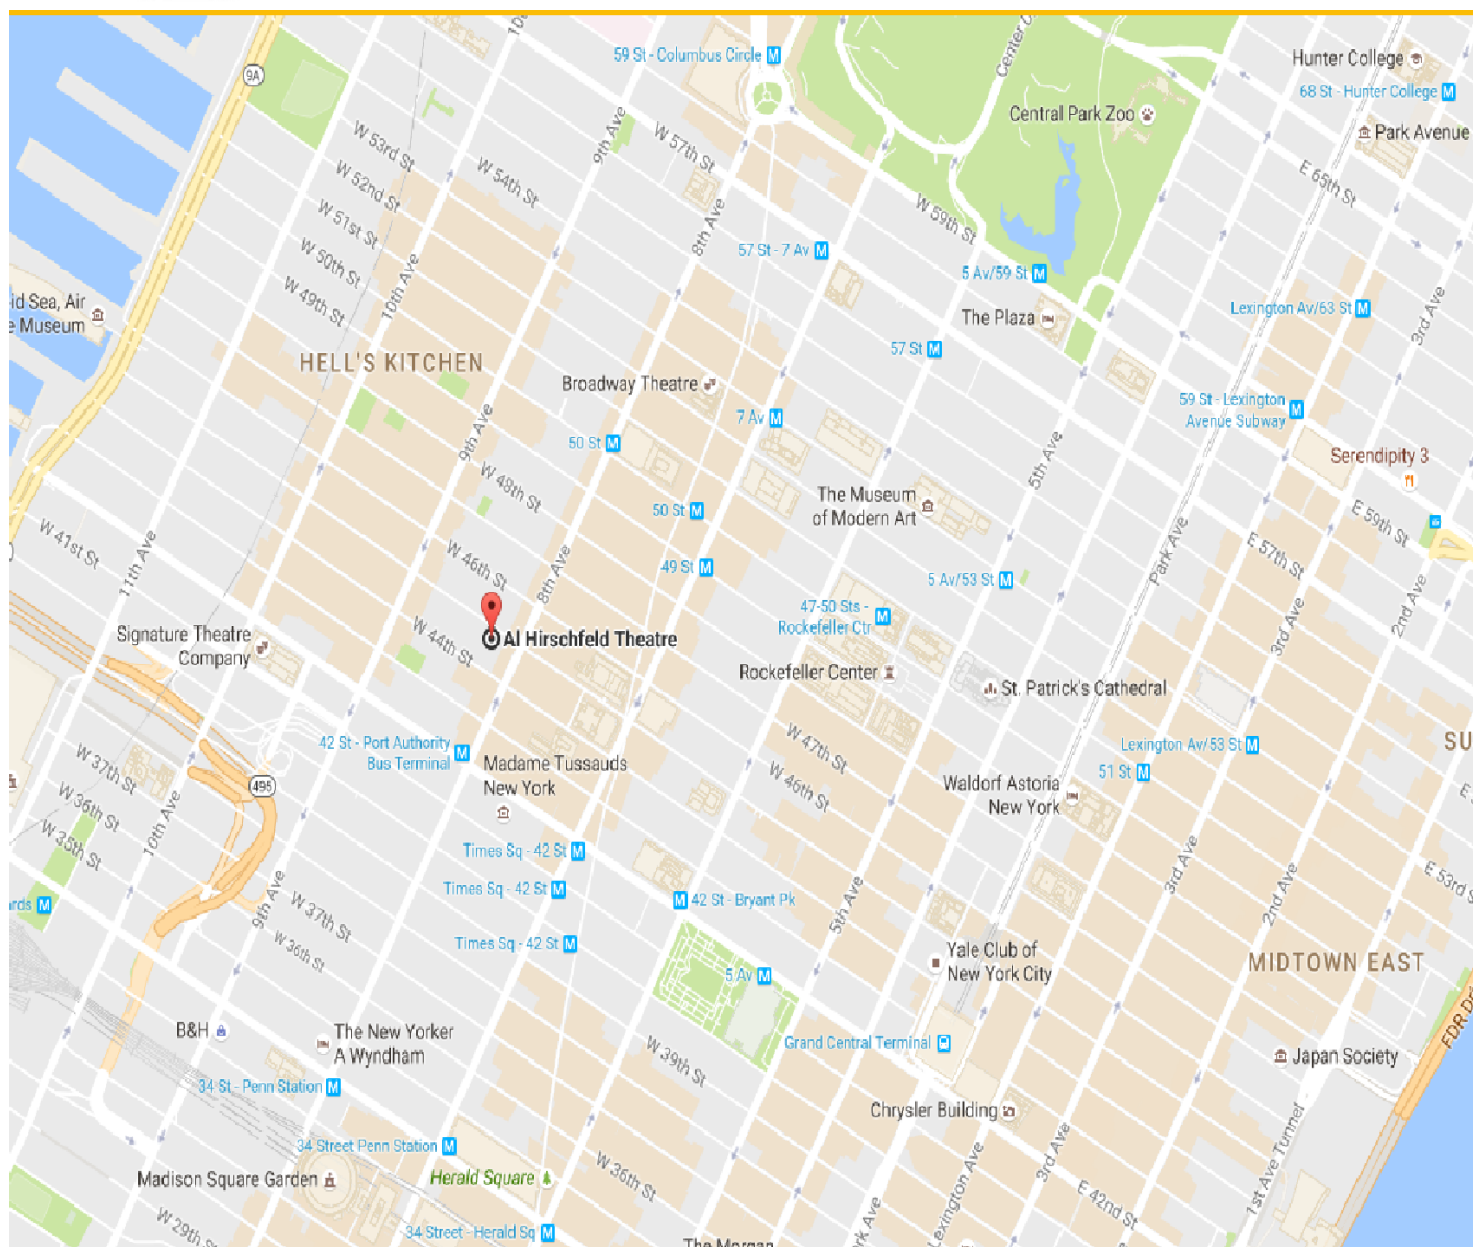 10
59 St - Columbus Circle
Hunter College
68 St - Hunter College
9A
Center
Central Park Zoo
Park Avenue
9th Ave
W 57th St
W 53rd St
W 54th St
W 52nd St
E 65th St
W 51st St
W 59th St
8th Ave
W 50th St
57 St - 7 Av
5 Av/59 St
10th Ave
W 49th St
id Sea, Air
e Museum
Lexington Av/63 St
3rd Ave
The Plaza
57 St
HELL'S KITCHEN
Broadway Theatre
59 St - Lexington
Avenue Subway
7 Av
9th Ave
50 St
5th Ave
Serendipity 3
W 48th St
The Museum
of Modern Art
50 St
E 59th St
W 41st St
11th Ave
W 46th St
8th Ave
49 St
Park Ave
E 57th St
5 Av/53 St
2nd Ave
47-50 Sts -
Rockefeller Ctr
3rd Ave
Signature Theatre
Company
W 44th St
Al Hirschfeld Theatre
Rockefeller Center
St. Patrick's Cathedral
42 St - Port Authority
Bus Terminal
W 47th St
Lexington Av/53 St
SU
W 37th St
495
Madame Tussauds
New York
W 46th St
51 St
Waldorf Astoria
New York
E
W 36th St
10th Ave
W 35th St
Times Sq - 42 St
3rd Ave
E 53rd S
Times Sq - 42 St
42 St - Bryant Pk
2nd Ave
rds
9th Ave
W 37th St
5th Ave
W 36th St
Times Sq - 42 St
Yale Club of
New York City
MIDTOWN EAST
5 Av
FDR D
B&H
The New Yorker
A Wyndham
Grand Central Terminal
W 39th St
Japan Society
34 St - Penn Station
Chrysler Building
34 Street Penn Station
3rd Ave
1st Ave Tunnel
Madison Square Garden
Herald Square
W 36th St
E 42nd St
W 29th St
34 Street - Herald Sq
rk Ave
Lexington Ave
The Morgan